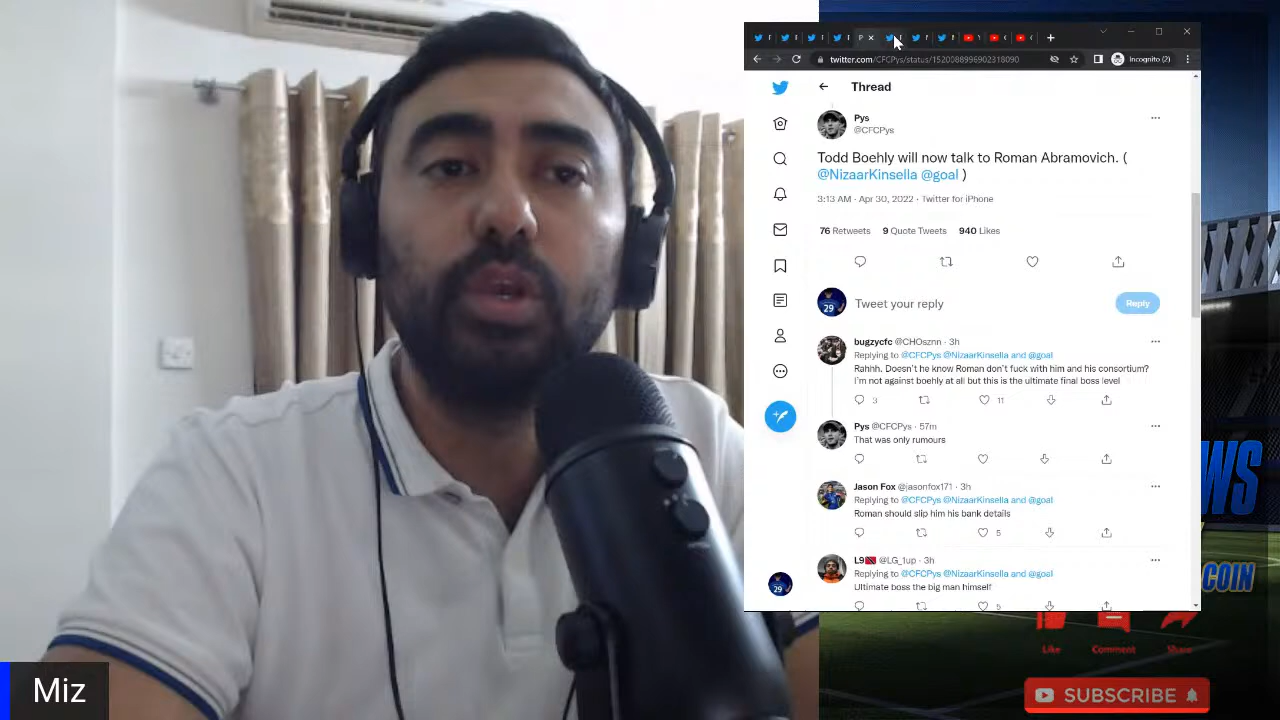 twitter.com/CFCPys/status/1520088996902318090
Incognito (2)
Thread
Pys
@CFCPys
Todd Boehly will now talk to Roman Abramovich. (
@NizaarKinsella @goal )
3:13 AM · Apr 30, 2022 · Twitter for iPhone
76 Retweets 9 Quote Tweets 940 Likes
29
Tweet your reply
Reply
bugzycfc @CHOsznn · 3h
Replying to @CFCPys @NizaarKinsella and @goal
Rahhh. Doesn't he know Roman don't fuck with him and his consortium?
I'm not against boehly at all but this is the ultimate final boss level
3 11
Pys @CFCPys · 57m
That was only rumours
Jason Fox @jasonfox171 · 3h
Replying to @CFCPys @NizaarKinsella and @goal
Roman should slip him his bank details
5
L9 @LG_1up · 3h
Replying to @CFCPys @NizaarKinsella and @goal
Ultimate boss the big man himself
29
5
COIN
Like Comment Share
SUBSCRIBE
Miz